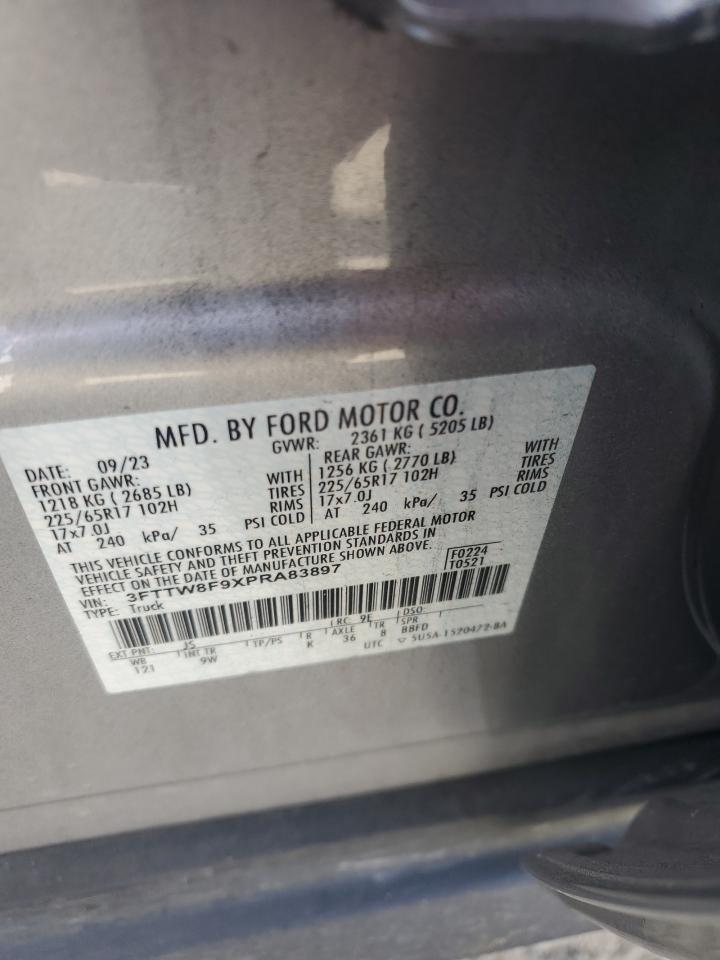 MFD. BY FORD MOTOR CO.
DATE: 09/23 GVWR: 2361 KG ( 5205 LB)
FRONT GAWR: REAR GAWR:
1218 KG ( 2685 LB) WITH 1256 KG ( 2770 LB) WITH
225/65R17 102H TIRES 225/65R17 102H TIRES
17x7.0J RIMS 17x7.0J RIMS
AT 240 kPa/ 35 PSI COLD AT 240 kPa/ 35 PSI COLD
THIS VEHICLE CONFORMS TO ALL APPLICABLE FEDERAL MOTOR
VEHICLE SAFETY AND THEFT PREVENTION STANDARDS IN
EFFECT ON THE DATE OF MANUFACTURE SHOWN ABOVE.
VIN: 3FTTW8F9XPRA83897 F0224
TYPE: Truck T0521
EXT PNT: JS RC: 9E DSO:
WB INT TR TP/PS R AXLE TR SPR
121 9W K 36 8 BBFD
UTC 5U5A-1520472-BA